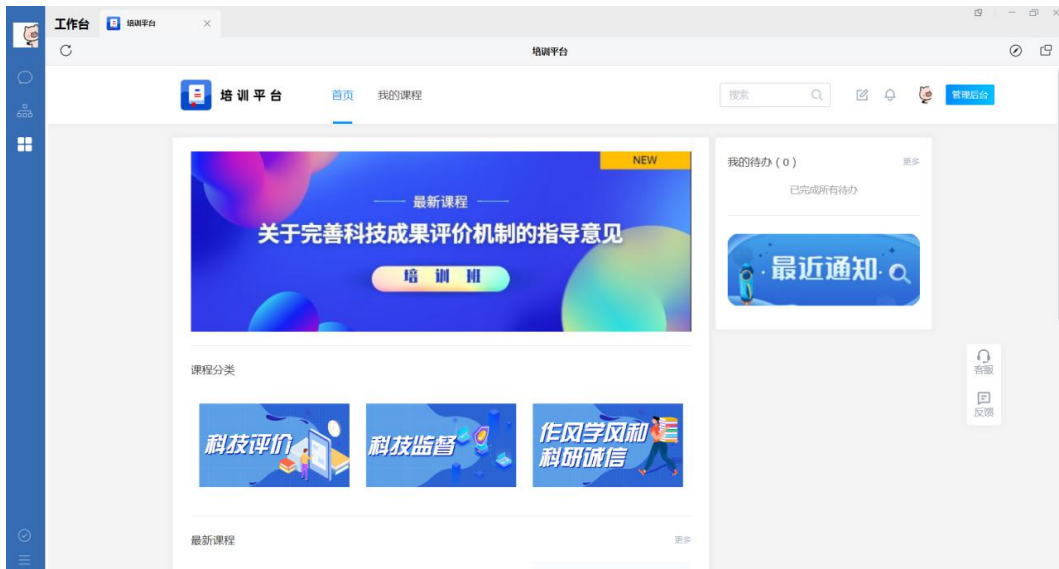 工作台
培训平台
培训平台
培训平台
首页
我的课程
搜索
管理后台
NEW
最新课程
关于完善科技成果评价机制的指导意见
培训班
我的待办(0)
更多
已完成所有待办
最近通知
客服
反馈
课程分类
科技评价
科技监督
作风学风和
科研诚信
最新课程
更多